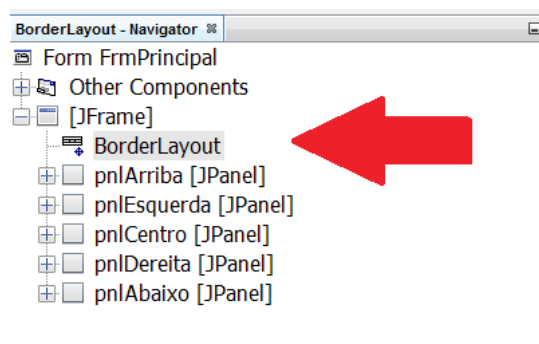 BorderLayout - Navigator
Form FrmPrincipal
Other Components
[JFrame]
BorderLayout
pnlArriba [JPanel]
pnlEsquerda [JPanel]
pnlCentro [JPanel]
pnlDereita [JPanel]
pnlAbaixo [JPanel]